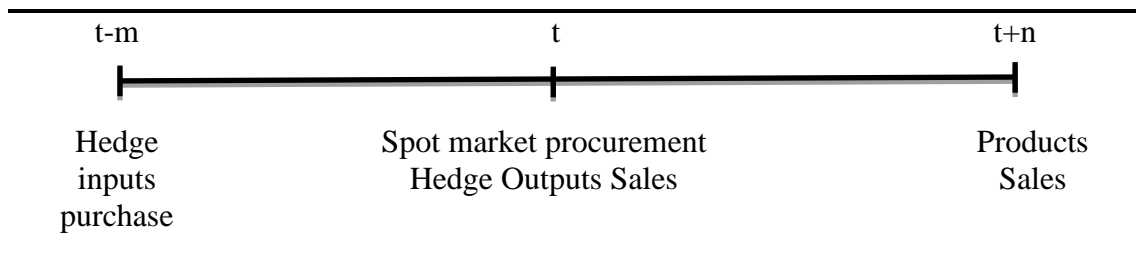 t-m
t
t+n
Hedge
inputs
purchase
Spot market procurement
Hedge Outputs Sales
Products
Sales